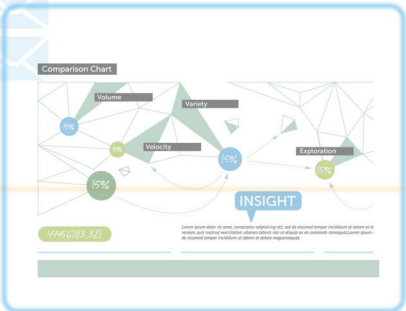 Comparison Chart
Volume
Variety
15%
15%
Velocity
15%
Exploration
15%
15%
INSIGHT
Lorem ipsum dolor sit amet, consectetur adipisicing elit, sed do eiusmod tempor incididunt ut labore et d
veniam, quis nostrud exercitation ullamco laboris nisi ut aliquip ex ea commodo consequat.Lorem ipsum
do eiusmod tempor incididunt ut labore et dolore magna